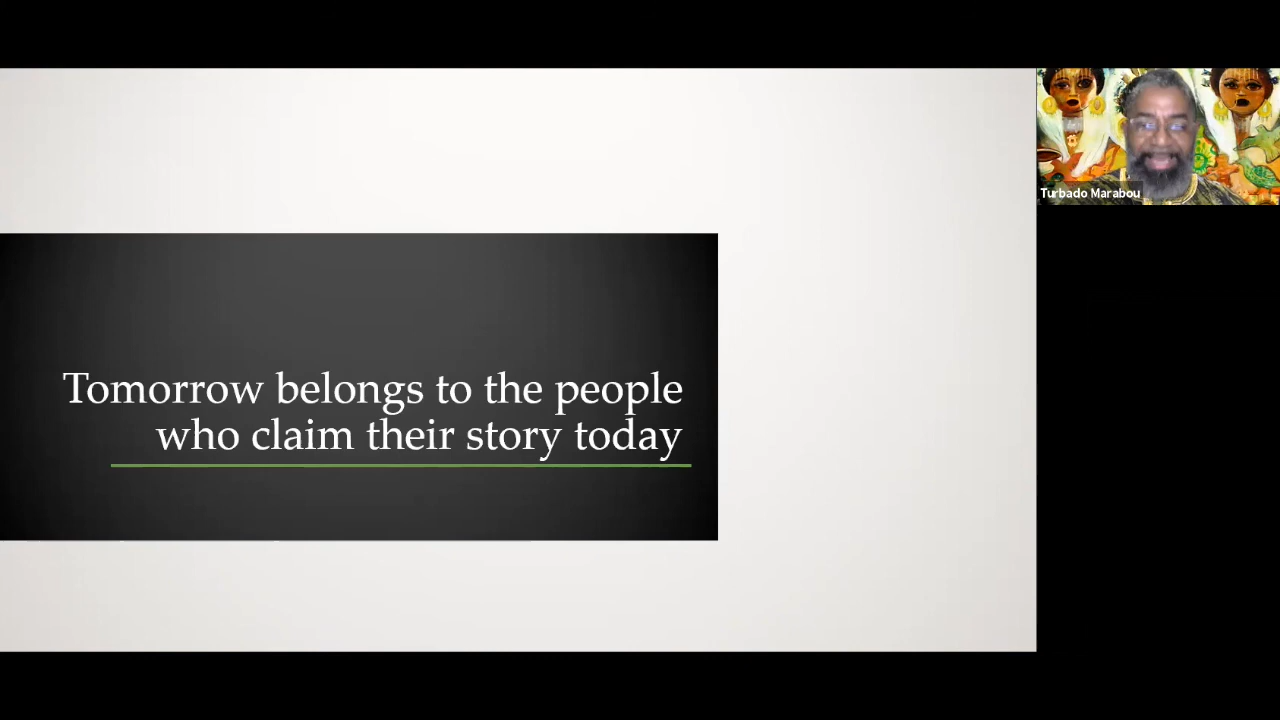 Tomorrow belongs to the people
who claim their story today
Turbado Marabou